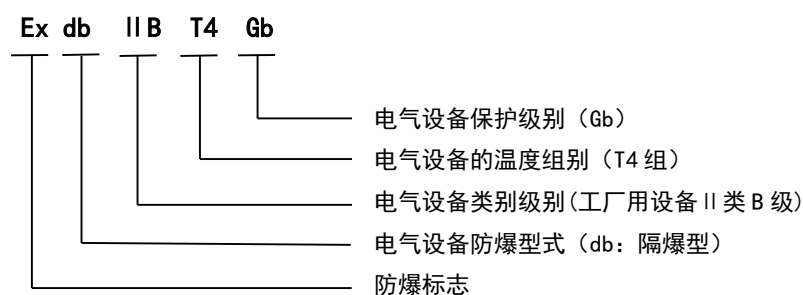 Ex db ⅡB T4 Gb
电气设备保护级别（Gb）
电气设备的温度组别（T4组）
电气设备类别级别(工厂用设备Ⅱ类B级)
电气设备防爆型式（db：隔爆型）
防爆标志